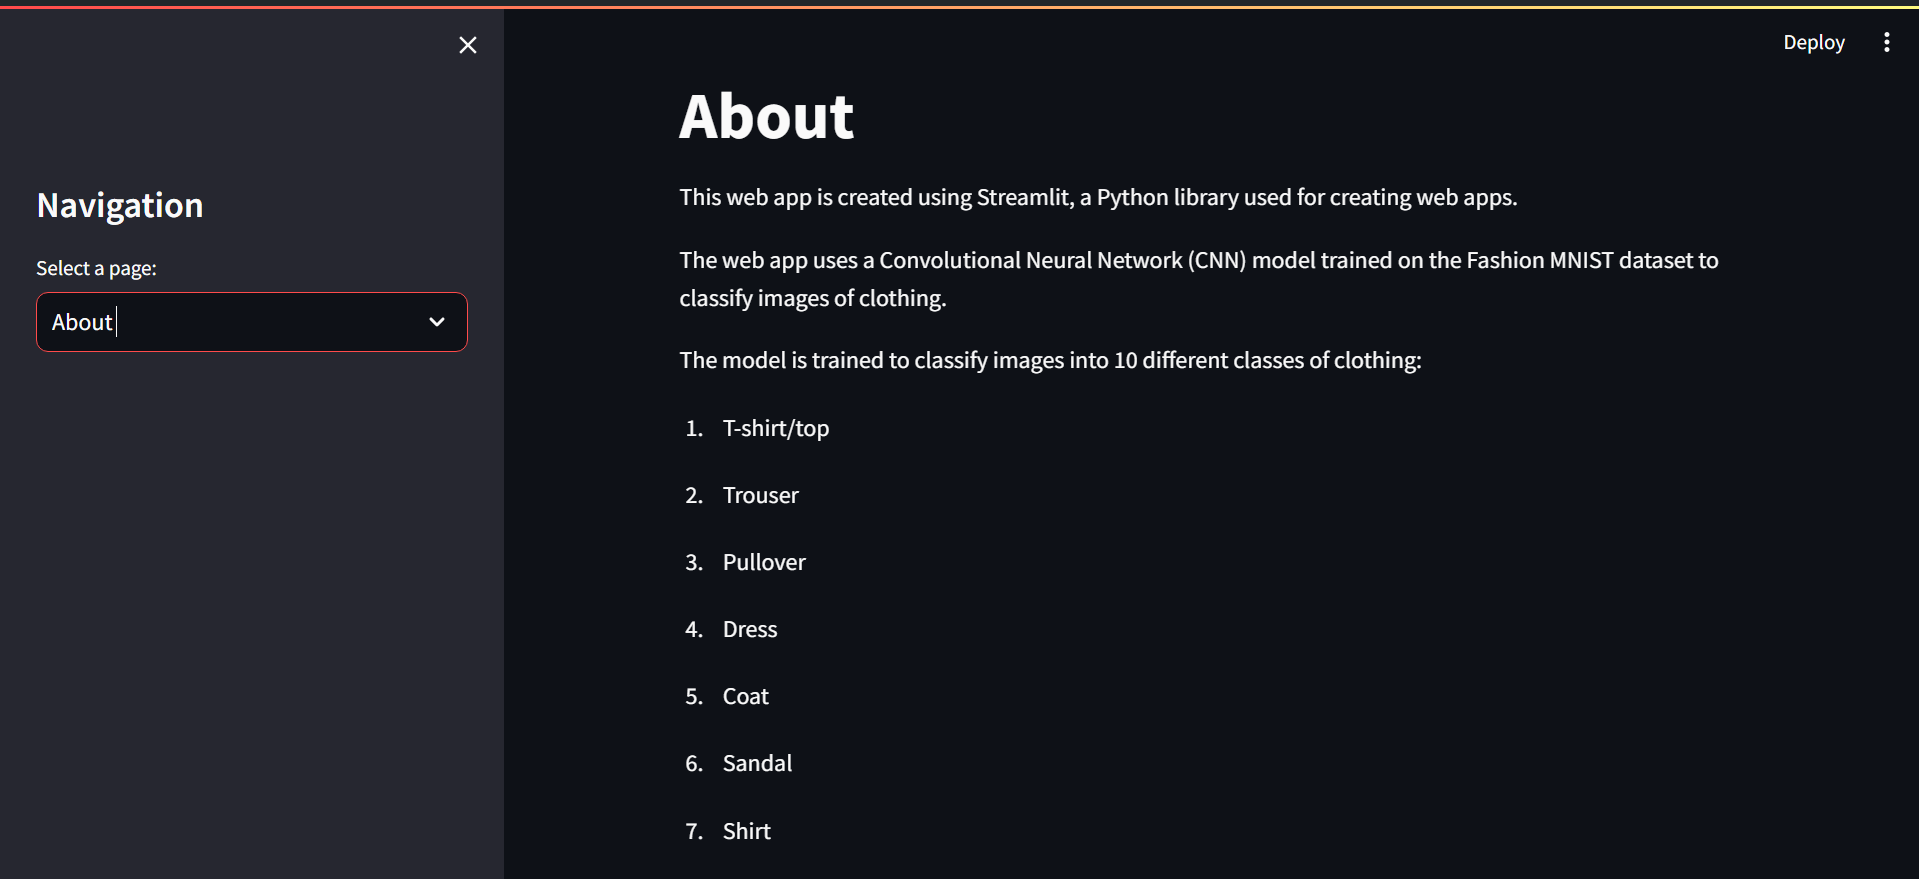 Deploy
Navigation
Select a page:
About
About
This web app is created using Streamlit, a Python library used for creating web apps.
The web app uses a Convolutional Neural Network (CNN) model trained on the Fashion MNIST dataset to
classify images of clothing.
The model is trained to classify images into 10 different classes of clothing:
1. T-shirt/top
2. Trouser
3. Pullover
4. Dress
5. Coat
6. Sandal
7. Shirt